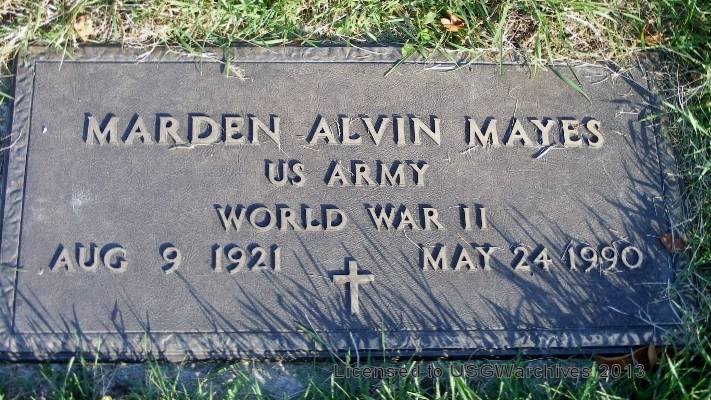 MARDEN ALVIN MAYES
US ARMY
WORLD WAR II
AUG 9 1921 MAY 24 1990
Licensed to USGWarchives 2013